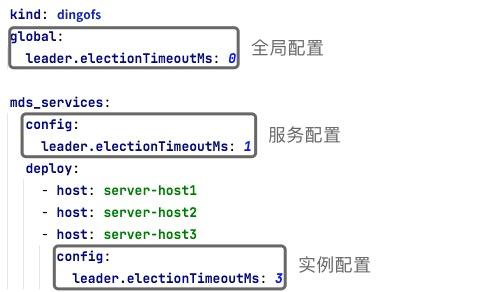 kind: dingofs
global:
leader.electionTimeoutMs: 0
全局配置
mds_services:
config:
leader.electionTimeoutMs: 1
服务配置
deploy:
- host: server-host1
- host: server-host2
- host: server-host3
config:
leader.electionTimeoutMs: 3
实例配置